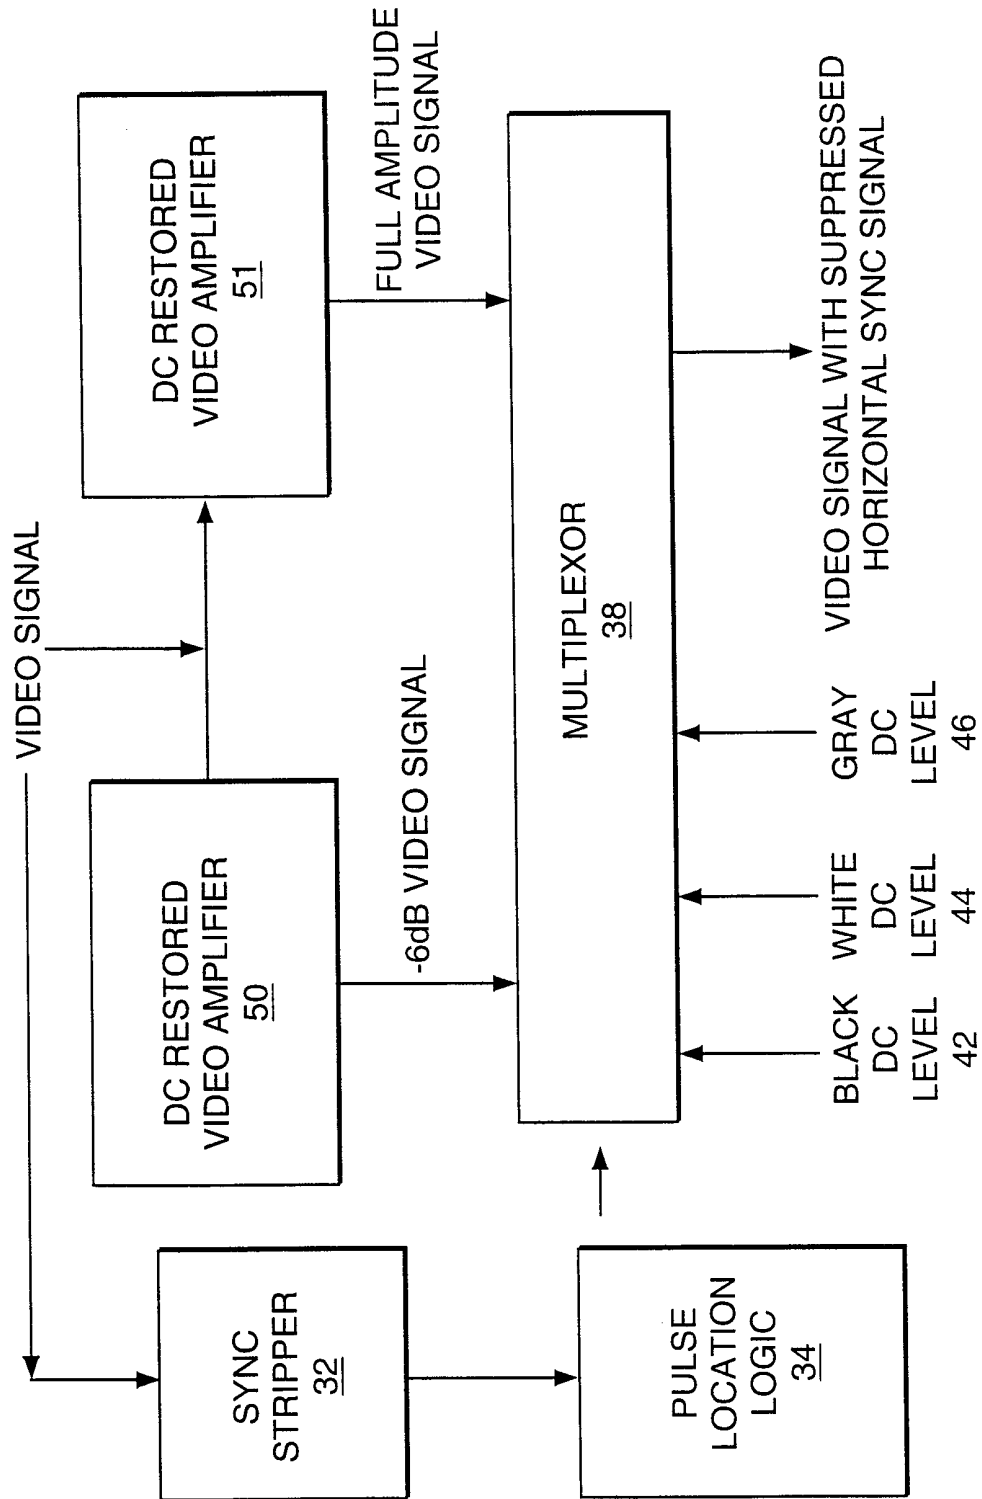 VIDEO SIGNAL
SYNC
STRIPPER
32
DC RESTORED
VIDEO AMPLIFIER
50
DC RESTORED
VIDEO AMPLIFIER
51
-6dB VIDEO SIGNAL
FULL AMPLITUDE
VIDEO SIGNAL
PULSE
LOCATION
LOGIC
34
MULTIPLEXOR
38
BLACK
DC
LEVEL
42
WHITE
DC
LEVEL
44
GRAY
DC
LEVEL
46
VIDEO SIGNAL WITH SUPPRESSED
HORIZONTAL SYNC SIGNAL